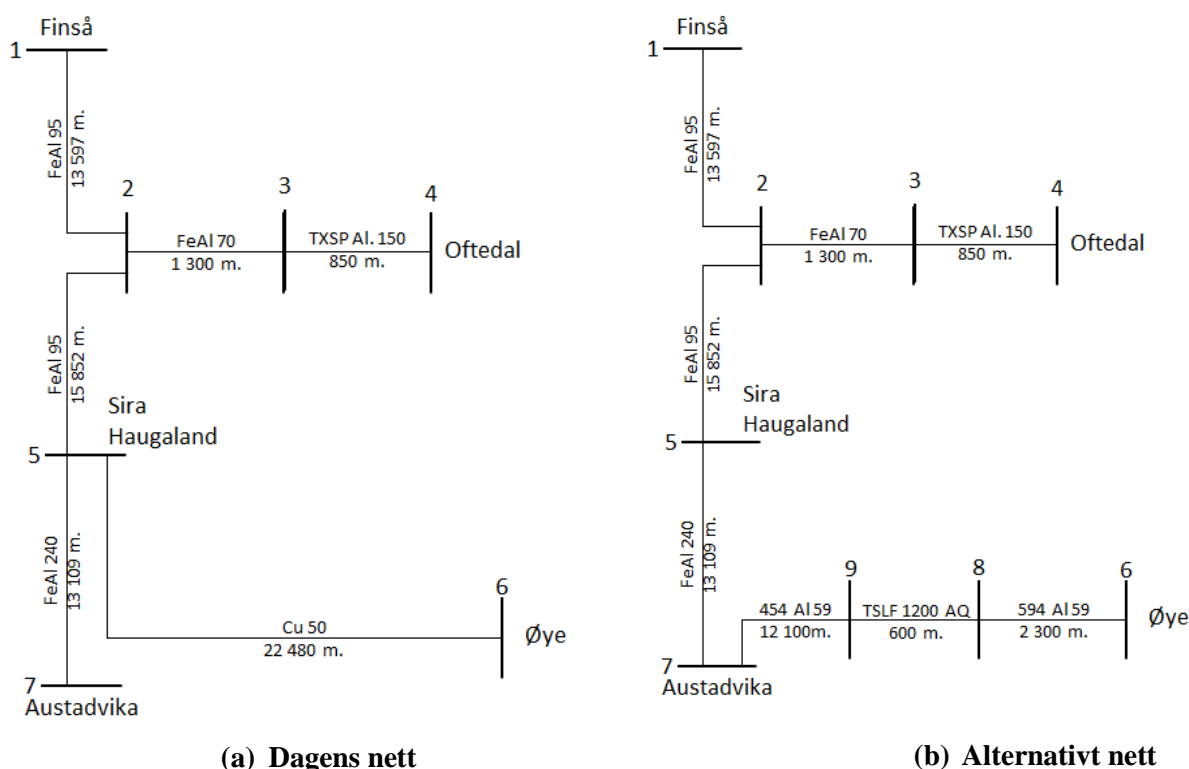 Finså
1
FeAl 95
13 597 m.
2
3
4
FeAl 70
1 300 m.
TXSP Al. 150
850 m.
Oftedal
FeAl 95
15 852 m.
Sira
Haugaland
5
FeAl 240
13 109 m.
6
Cu 50
22 480 m.
Øye
7
Austadvika
(a) Dagens nett
Finså
1
FeAl 95
13 597 m.
2
3
4
FeAl 70
1 300 m.
TXSP Al. 150
850 m.
Oftedal
FeAl 95
15 852 m.
Sira
Haugaland
5
FeAl 240
13 109 m.
9
8
6
454 Al 59
12 100m.
TSLF 1200 AQ
600 m.
594 Al 59
2 300 m.
Øye
7
Austadvika
(b) Alternativt nett